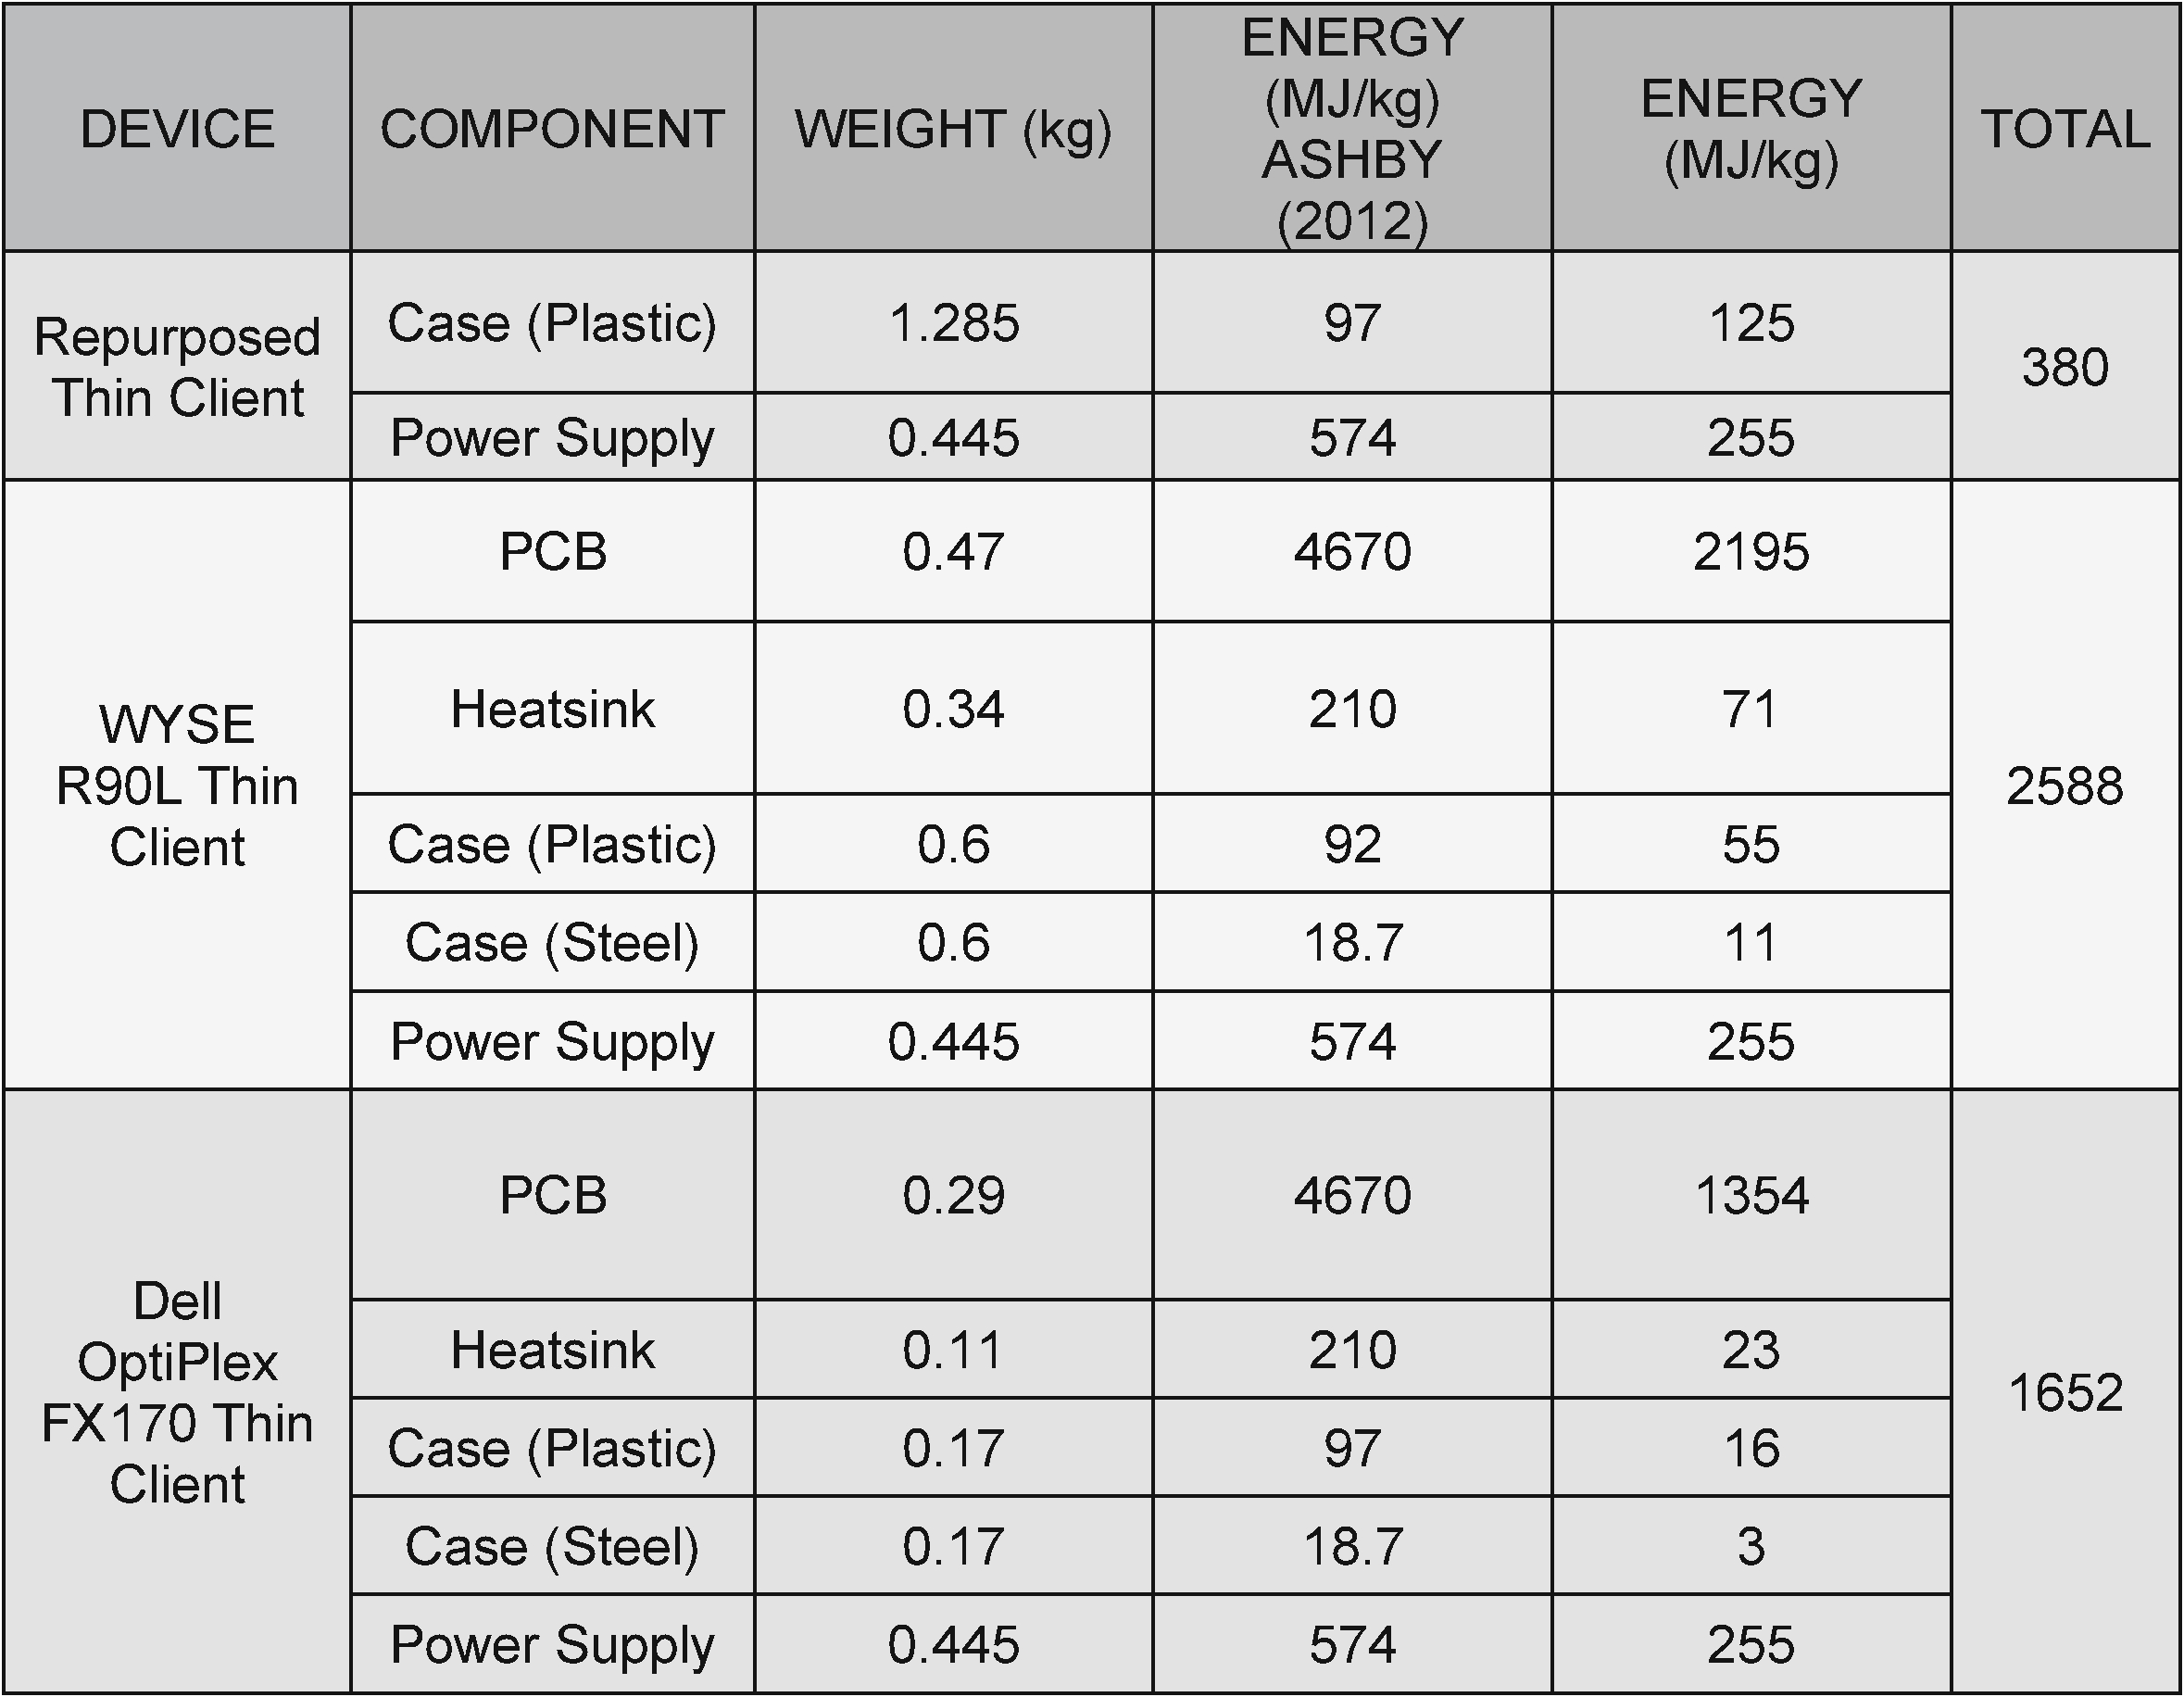 DEVICE
COMPONENT
WEIGHT (kg)
ENERGY
(MJ/kg)
ASHBY
(2012)
ENERGY
(MJ/kg)
TOTAL
Repurposed
Thin Client
Case (Plastic)
1.285
97
125
380
Power Supply
0.445
574
255
WYSE
R90L Thin
Client
PCB
0.47
4670
2195
2588
Heatsink
0.34
210
71
Case (Plastic)
0.6
92
55
Case (Steel)
0.6
18.7
11
Power Supply
0.445
574
255
Dell
OptiPlex
FX170 Thin
Client
PCB
0.29
4670
1354
1652
Heatsink
0.11
210
23
Case (Plastic)
0.17
97
16
Case (Steel)
0.17
18.7
3
Power Supply
0.445
574
255